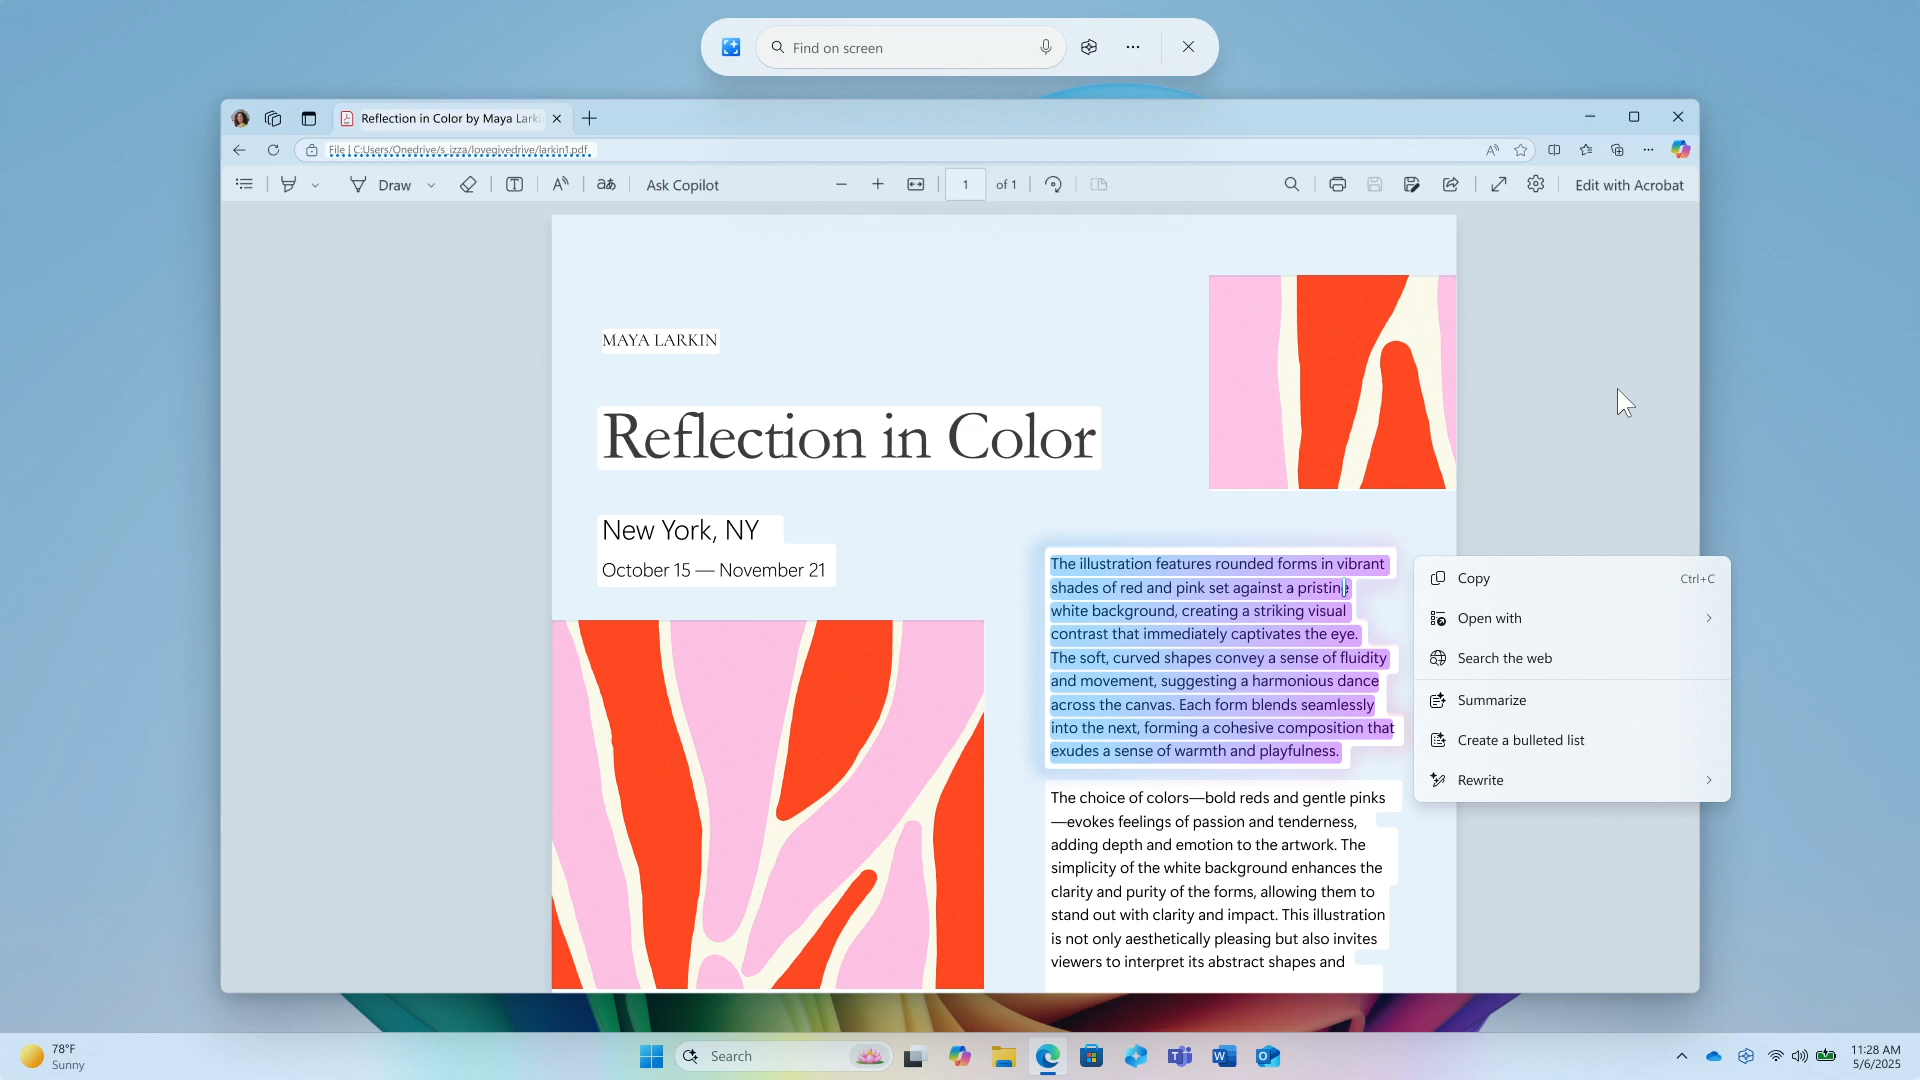 Find on screen
Reflection in Color by Maya Lark
File | C:Users/Onedrive/s_izza/lovegivedrive/larkin1.pdf
Draw
Ask Copilot
1
of 1
Edit with Acrobat
MAYA LARKIN
Reflection in Color
New York, NY
October 15 — November 21
The illustration features rounded forms in vibrant
shades of red and pink set against a pristine
white background, creating a striking visual
contrast that immediately captivates the eye.
The soft, curved shapes convey a sense of fluidity
and movement, suggesting a harmonious dance
across the canvas. Each form blends seamlessly
into the next, forming a cohesive composition that
exudes a sense of warmth and playfulness.
The choice of colors—bold reds and gentle pinks
—evokes feelings of passion and tenderness,
adding depth and emotion to the artwork. The
simplicity of the white background enhances the
clarity and purity of the forms, allowing them to
stand out with clarity and impact. This illustration
is not only aesthetically pleasing but also invites
viewers to interpret its abstract shapes and
Copy Ctrl+C
Open with
Search the web
Summarize
Create a bulleted list
Rewrite
78°F
Sunny
Search
11:28 AM
5/6/2025